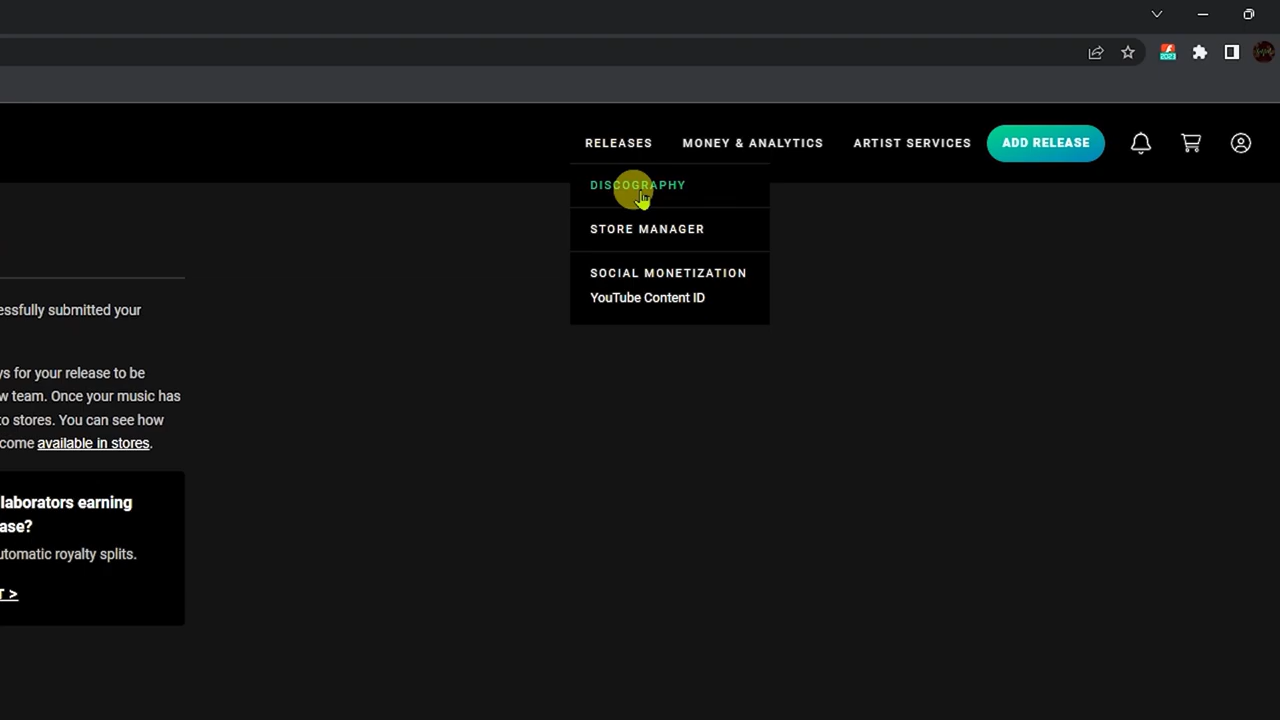 RELEASES MONEY & ANALYTICS ARTIST SERVICES ADD RELEASE
DISCOGRAPHY
STORE MANAGER
SOCIAL MONETIZATION
YouTube Content ID
essfully submitted your
ys for your release to be
w team. Once your music has
to stores. You can see how
come available in stores.
laborators earning
ase?
utomatic royalty splits.
T >